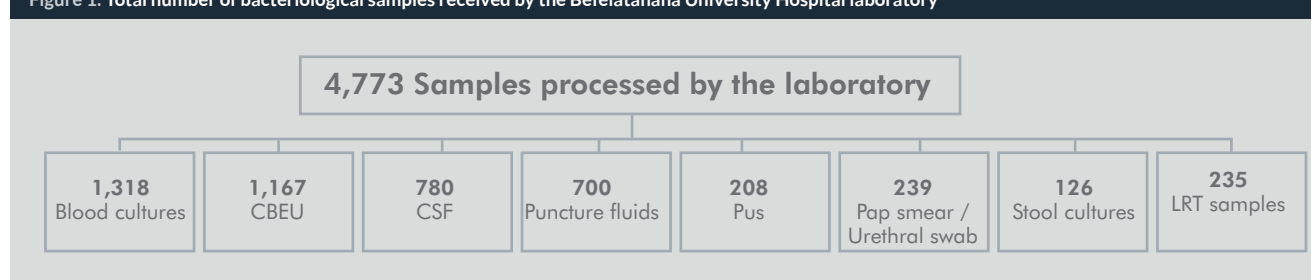 Figure 1. Total number of bacteriological samples received by the Befelatanana University Hospital laboratory
4,773 Samples processed by the laboratory
1,318
Blood cultures
1,167
CBEU
780
CSF
700
Puncture fluids
208
Pus
239
Pap smear /
Urethral swab
126
Stool cultures
235
LRT samples